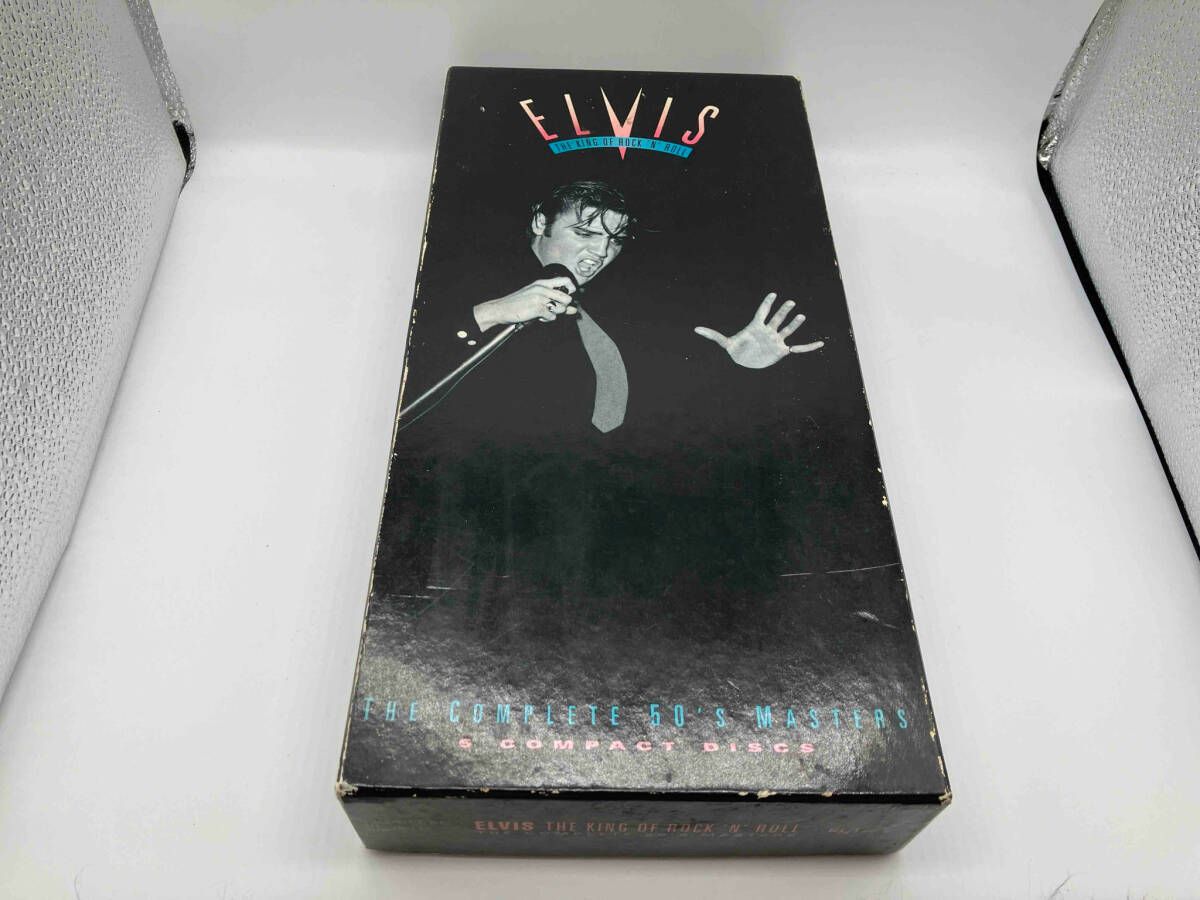 ELVIS
THE KING OF ROCK 'N' ROLL
THE COMPLETE 50'S MASTERS
5 COMPACT DISCS
ELVIS THE KING OF ROCK 'N' ROLL